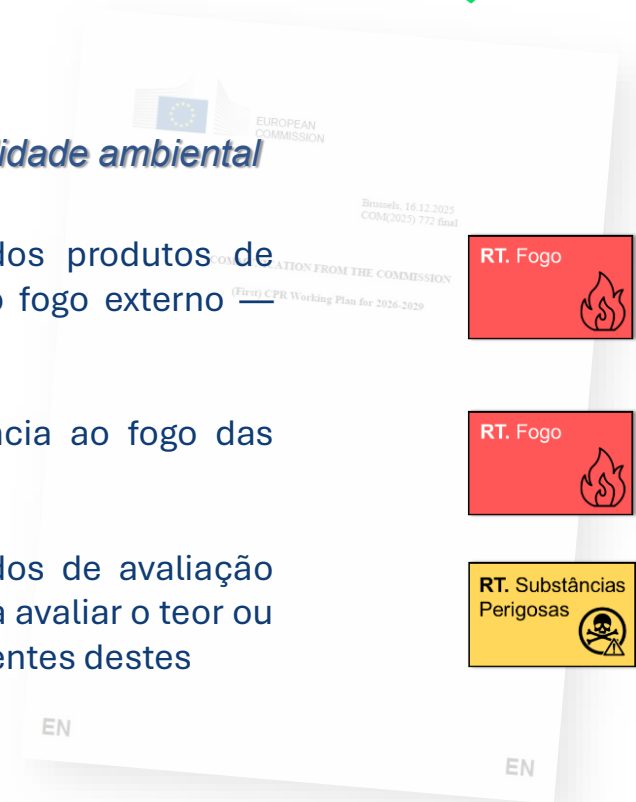 EUROPEAN
COMMISSION
idade ambiental
Brussels, 16.12.2025
COM(2025) 772 final
dos produtos de
fogo externo —
RT. Fogo
ATION FROM THE COMMISSION
(First) CPR Working Plan for 2026-2029
ncia ao fogo das
RT. Fogo
dos de avaliação
avaliar o teor ou
entes destes
RT. Substâncias
Perigosas
EN
EN